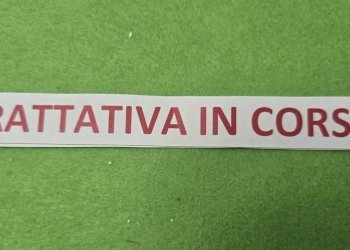 RATTATIVA IN CORS